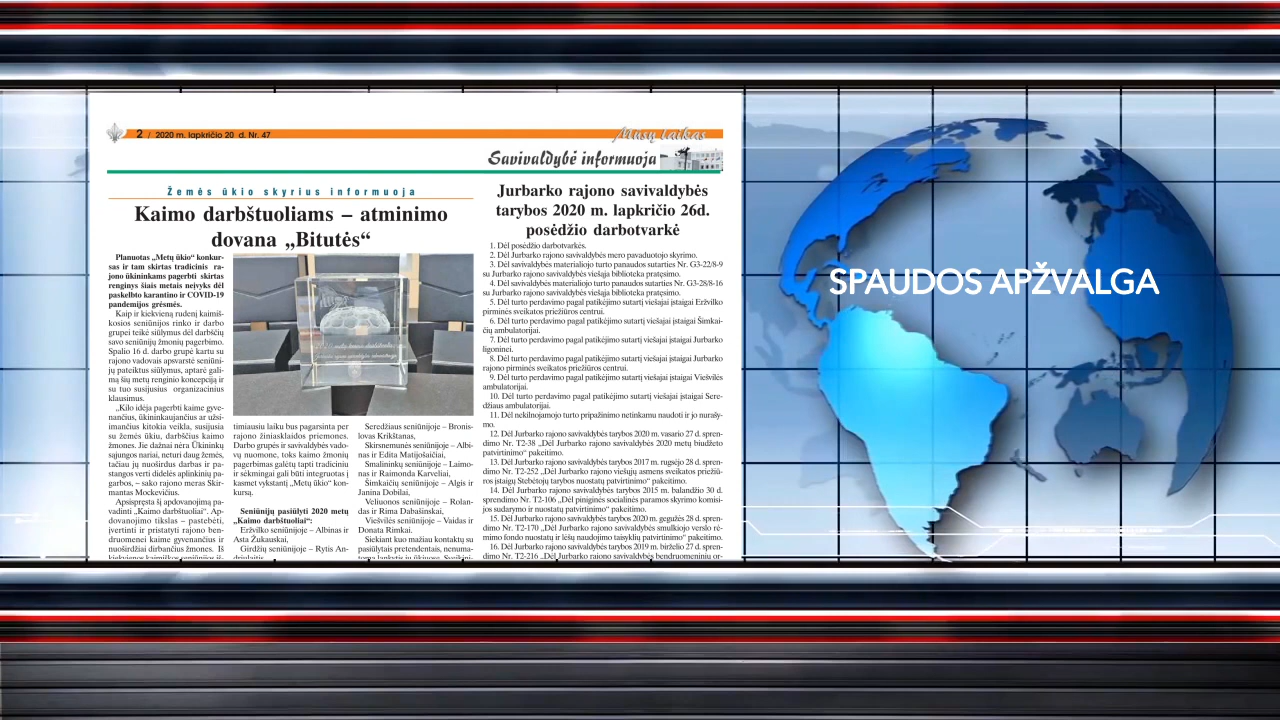 2 / 2020 m. lapkričio 20 d. Nr. 47
Mūsų laikas
Savivaldybė informuoja
Žemės ūkio skyrius informuoja
Kaimo darbštuoliams – atminimo
dovana „Bitutės“
Planuotas „Metų ūkio“ konkur-
sas ir tam skirtas tradicinis ra-
jono ūkininkams pagerbti skirtas
renginys šiais metais neįvyks dėl
paskelbto karantino ir COVID-19
pandemijos grėsmės.
Kaip ir kiekvieną rudenį kaimiš-
kosios seniūnijos rinko ir darbo
grupei teikė siūlymus dėl darbščių
savo seniūnijų žmonių pagerbimo.
Spalio 16 d. darbo grupė kartu su
rajono vadovais apsvarstė seniūni-
jų pateiktus siūlymus, aptarė gali-
mą šių metų renginio koncepciją ir
su tuo susijusius organizacinius
klausimus.
„Kilo idėja pagerbti kaime gyve-
nančius, ūkininkaujančius ar užsi-
imančius kitokia veikla, susijusia
su žemės ūkiu, darbščius kaimo
žmones. Jie dažnai nėra Ūkininkų
sąjungos nariai, neturi daug žemės,
tačiau jų nuoširdus darbas ir pa-
stangos verti didelės aplinkinių pa-
garbos, – sako rajono meras Skir-
mantas Mockevičius.
Apsispręsta šį apdovanojimą pa-
vadinti „Kaimo darbštuoliai“. Ap-
dovanojimo tikslas – pastebėti,
įvertinti ir pristatyti rajono ben-
druomenei kaime gyvenančius ir
nuoširdžiai dirbančius žmones. Iš
timiausiu laiku bus pagarsinta per
rajono žiniasklaidos priemones.
Darbo grupės ir savivaldybės vado-
vų nuomone, toks kaimo žmonių
pagerbimas galėtų tapti tradiciniu
ir sėkmingai gali būti integruotas į
kasmet vykstantį „Metų ūkio“ kon-
kursą.
Seniūnijų pasiūlyti 2020 metų
„Kaimo darbštuoliai“:
Eržvilko seniūnijoje – Albinas ir
Asta Žukauskai,
Girdžių seniūnijoje – Rytis An-
Seredžiaus seniūnijoje – Bronis-
lovas Krikštanas,
Skirsnemunės seniūnijoje – Albi-
nas ir Edita Matijošaičiai,
Smalininkų seniūnijoje – Laimo-
nas ir Raimonda Karveliai,
Šimkaičių seniūnijoje – Algis ir
Janina Dobilai,
Veliuonos seniūnijoje – Rolan-
das ir Rima Dabašinskai,
Viešvilės seniūnijoje – Vaidas ir
Donata Rimkai.
Siekiant kuo mažiau kontaktų su
pasiūlytais pretendentais, nenuma-
Jurbarko rajono savivaldybės
tarybos 2020 m. lapkričio 26d.
posėdžio darbotvarkė
1. Dėl posėdžio darbotvarkės.
2. Dėl Jurbarko rajono savivaldybės mero pavaduotojo skyrimo.
3. Dėl savivaldybės materialiojo turto panaudos sutarties Nr. G3-22/8-9
su Jurbarko rajono savivaldybės viešąja biblioteka pratęsimo.
4. Dėl savivaldybės materialiojo turto panaudos sutarties Nr. G3-28/8-16
su Jurbarko rajono savivaldybės viešąja biblioteka pratęsimo.
5. Dėl turto perdavimo pagal patikėjimo sutartį viešajai įstaigai Eržvilko
pirminės sveikatos priežiūros centrui.
6. Dėl turto perdavimo pagal patikėjimo sutartį viešajai įstaigai Šimkai-
čių ambulatorijai.
7. Dėl turto perdavimo pagal patikėjimo sutartį viešajai įstaigai Jurbarko
ligoninei.
8. Dėl turto perdavimo pagal patikėjimo sutartį viešajai įstaigai Jurbarko
rajono pirminės sveikatos priežiūros centrui.
9. Dėl turto perdavimo pagal patikėjimo sutartį viešajai įstaigai Viešvilės
ambulatorijai.
10. Dėl turto perdavimo pagal patikėjimo sutartį viešajai įstaigai Sere-
džiaus ambulatorijai.
11. Dėl nekilnojamojo turto pripažinimo netinkamu naudoti ir jo nurašy-
mo.
12. Dėl Jurbarko rajono savivaldybės tarybos 2020 m. vasario 27 d. spren-
dimo Nr. T2-38 „Dėl Jurbarko rajono savivaldybės 2020 metų biudžeto
patvirtinimo“ pakeitimo.
13. Dėl Jurbarko rajono savivaldybės tarybos 2017 m. rugsėjo 28 d. spren-
dimo Nr. T2-252 „Dėl Jurbarko rajono viešųjų asmens sveikatos priežiū-
ros įstaigų Stebėtojų tarybos nuostatų patvirtinimo“ pakeitimo.
14. Dėl Jurbarko rajono savivaldybės tarybos 2015 m. balandžio 30 d.
sprendimo Nr. T2-106 „Dėl Piniginės socialinės paramos skyrimo komisi-
jos sudarymo ir nuostatų patvirtinimo“ pakeitimo.
15. Dėl Jurbarko rajono savivaldybės tarybos 2020 m. gegužės 28 d. spren-
dimo Nr. T2-170 „Dėl Jurbarko rajono savivaldybės smulkiojo verslo rė-
mimo fondo nuostatų ir lėšų naudojimo taisyklių patvirtinimo“ pakeitimo.
16. Dėl Jurbarko rajono savivaldybės tarybos 2019 m. birželio 27 d. spren-
dimo Nr. T2-216 „Dėl Jurbarko rajono savivaldybės bendruomeninių or-
SPAUDOS APŽVALGA